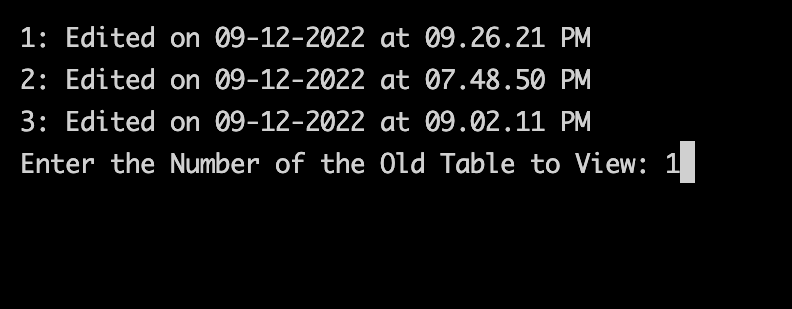 1: Edited on 09-12-2022 at 09.26.21 PM
2: Edited on 09-12-2022 at 07.48.50 PM
3: Edited on 09-12-2022 at 09.02.11 PM
Enter the Number of the Old Table to View: 1